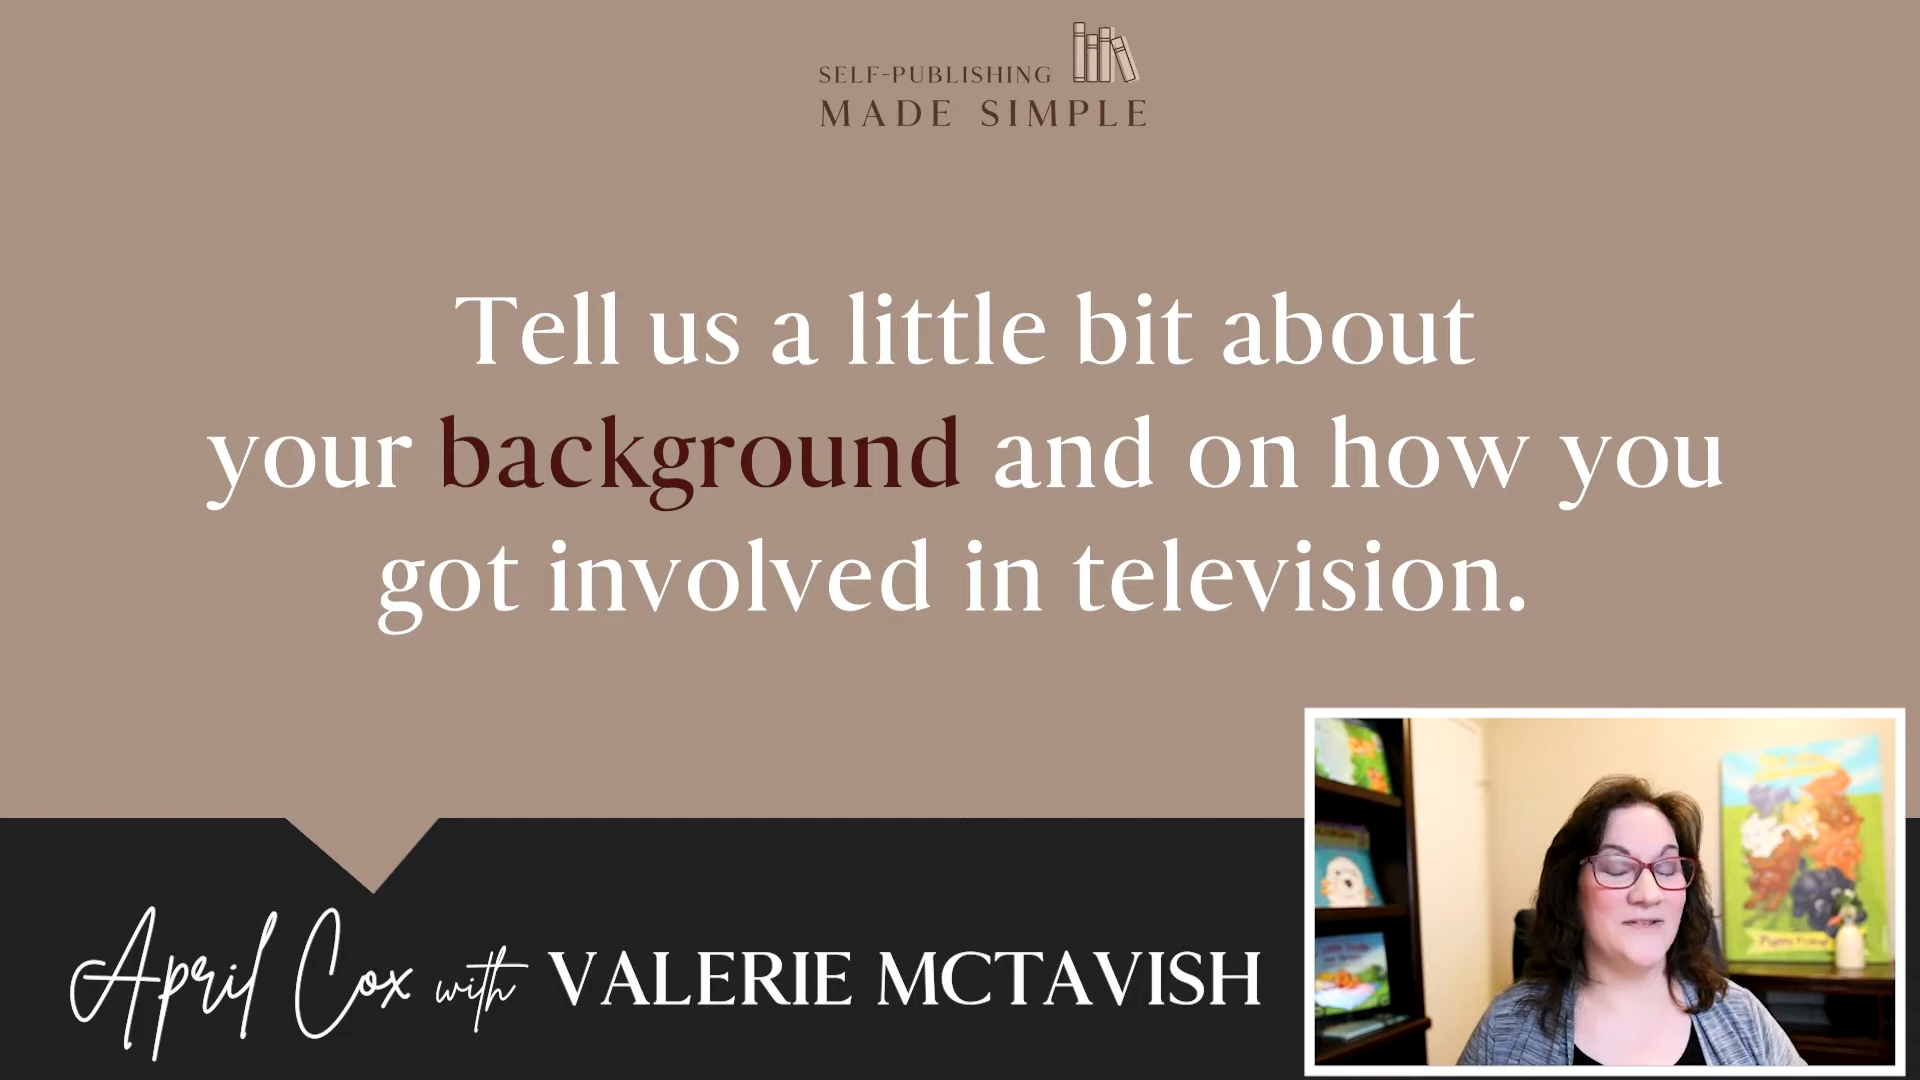 SELF-PUBLISHING
MADE SIMPLE
Tell us a little bit about
your background and on how you
got involved in television.
April Cox with VALERIE MCTAVISH